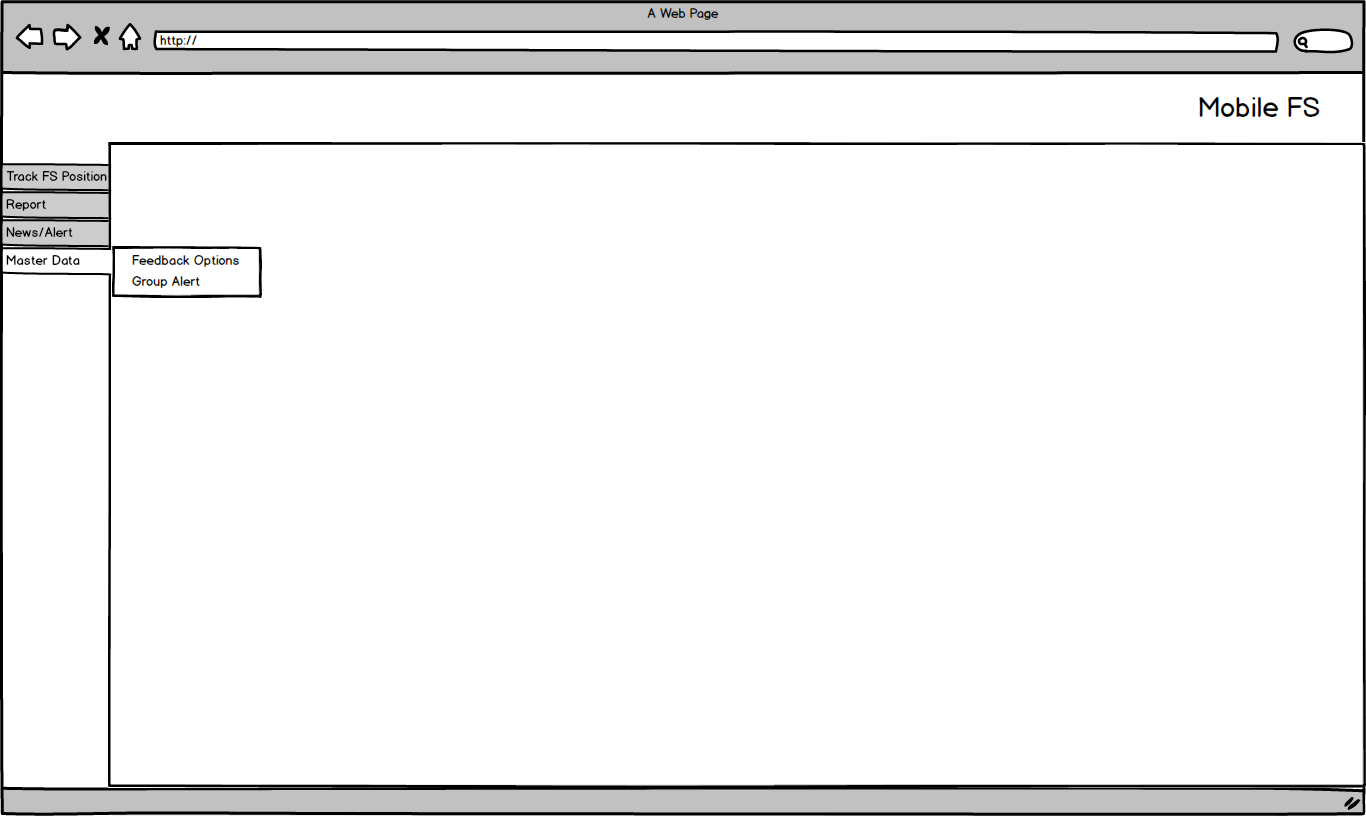 A Web Page
http://
Mobile FS
Track FS Position
Report
News/Alert
Master Data
Feedback Options
Group Alert